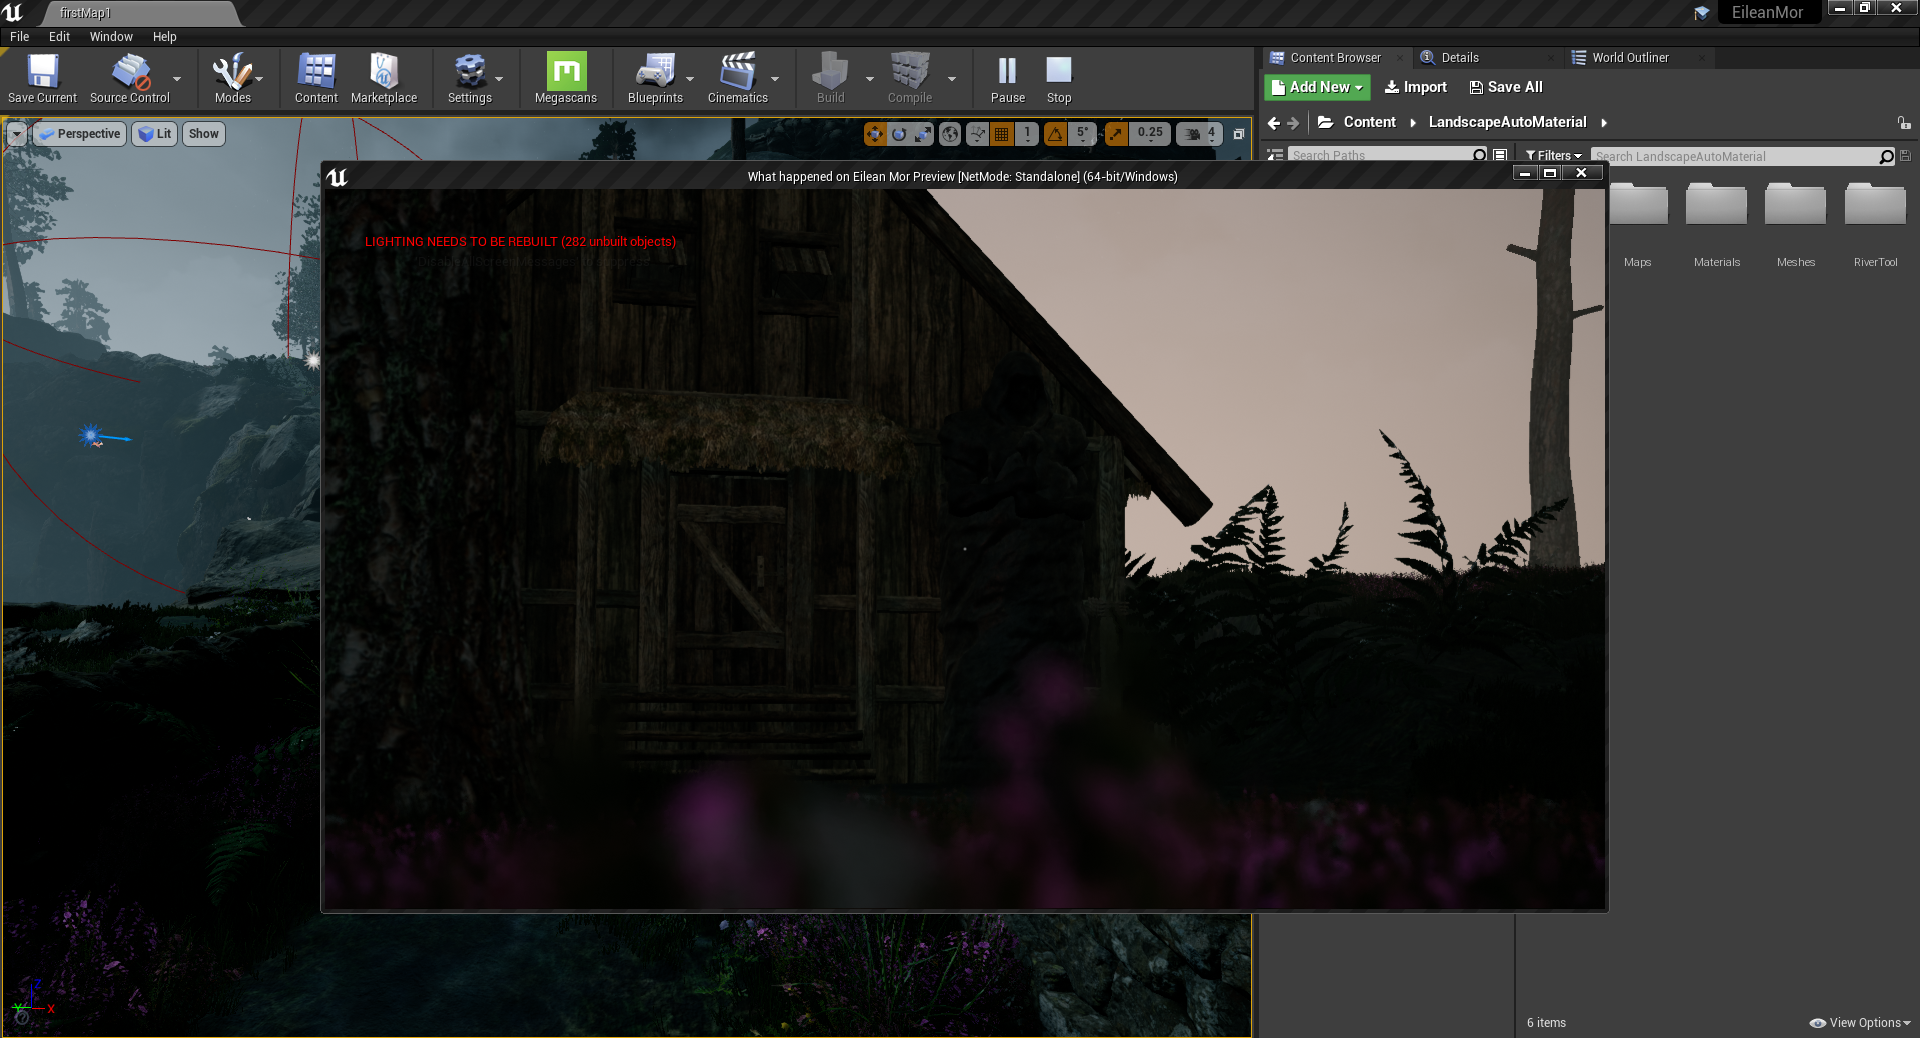 firstMap1
EileanMor
File Edit Window Help
Save Current Source Control Modes Content Marketplace Settings Megascans Blueprints Cinematics Build Compile Pause Stop
Content Browser Details World Outliner
Add New Import Save All
Content LandscapeAutoMaterial
Search Paths Filters Search LandscapeAutoMaterial
Perspective Lit Show 1 5° 0.25 4
What happened on Eilean Mor Preview [NetMode: Standalone] (64-bit/Windows)
LIGHTING NEEDS TO BE REBUILT (282 unbuilt objects)
Maps Materials Meshes RiverTool
Z
Y X
6 items View Options